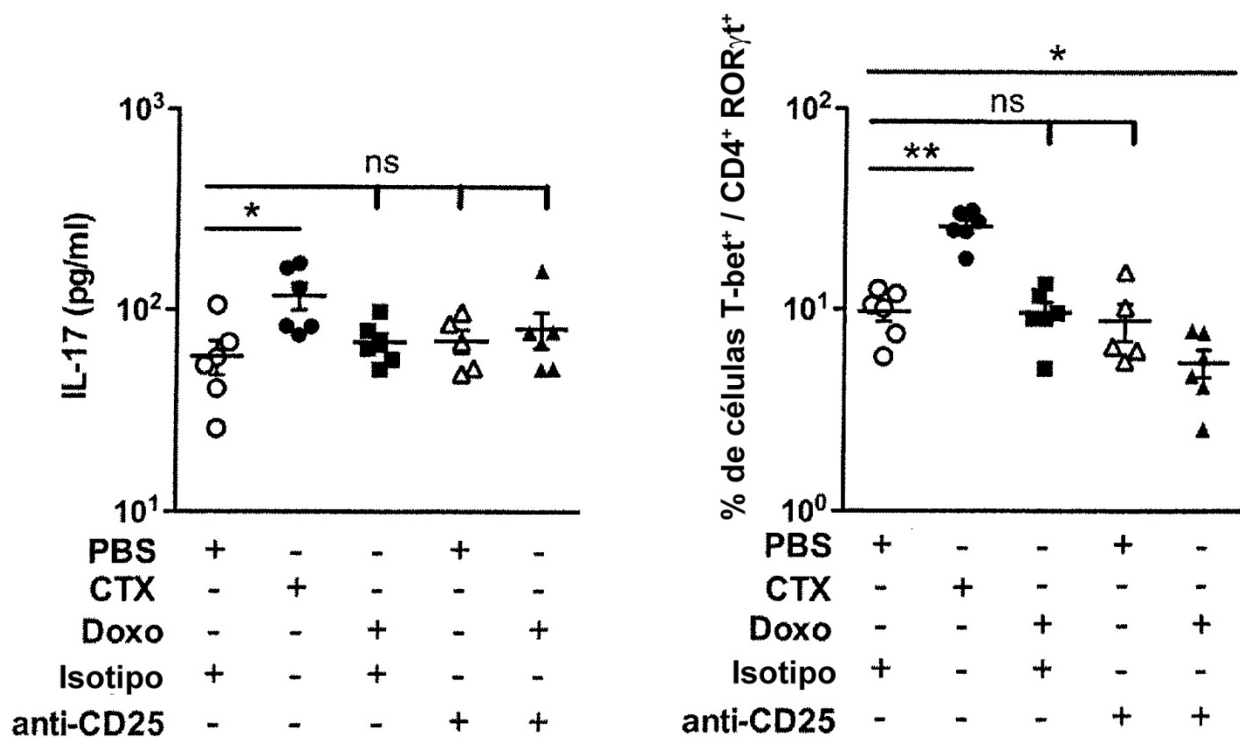 IL-17 (pg/ml)
10³
10²
10¹
ns
*
PBS + - - + -
CTX - + - - -
Doxo - - + - +
Isotipo + - + - -
anti-CD25 - - - + +
% de células T-bet⁺ / CD4⁺ RORγt⁺
10²
10¹
10⁰
*
ns
**
PBS + - - + -
CTX - + - - -
Doxo - - + - +
Isotipo + - + - -
anti-CD25 - - - + +